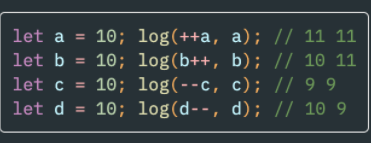 let a = 10; log(++a, a); // 11 11
let b = 10; log(b++, b); // 10 11
let c = 10; log(--c, c); // 9 9
let d = 10; log(d--, d); // 10 9